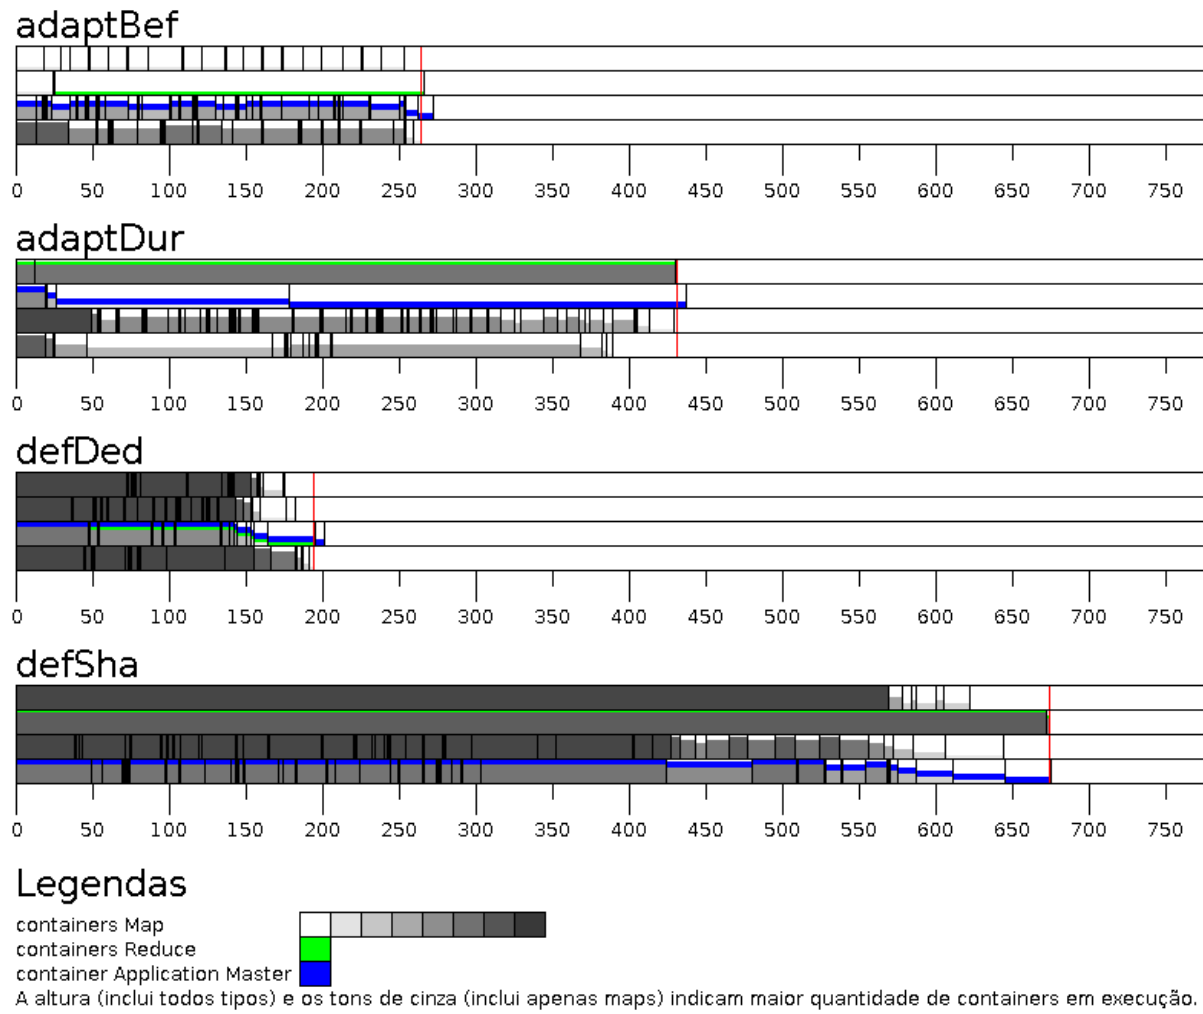 adaptBef
0 50 100 150 200 250 300 350 400 450 500 550 600 650 700 750
adaptDur
0 50 100 150 200 250 300 350 400 450 500 550 600 650 700 750
defDed
0 50 100 150 200 250 300 350 400 450 500 550 600 650 700 750
defSha
0 50 100 150 200 250 300 350 400 450 500 550 600 650 700 750
Legendas
containers Map
containers Reduce
container Application Master
A altura (inclui todos tipos) e os tons de cinza (inclui apenas maps) indicam maior quantidade de containers em execução.